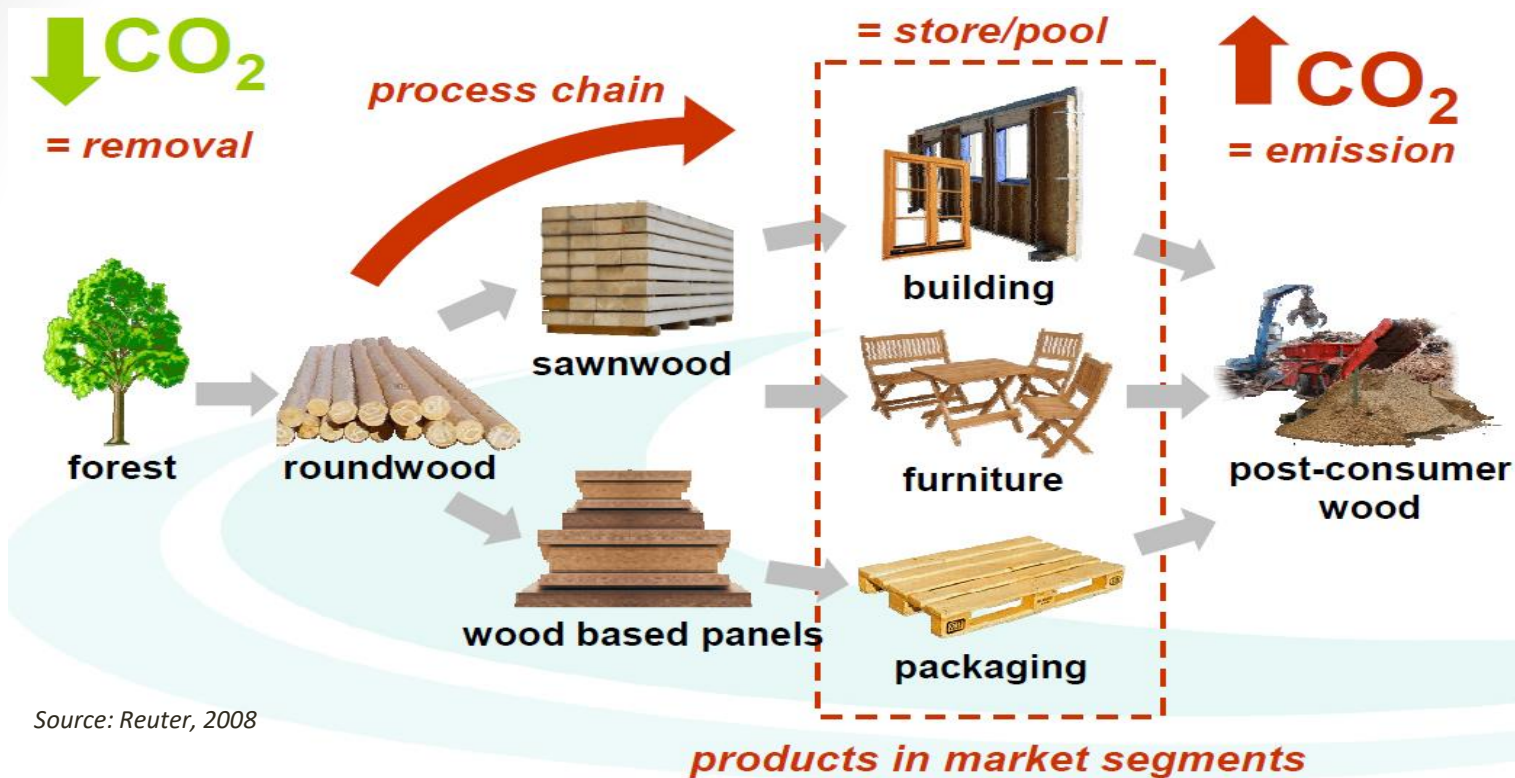 CO2
= removal
process chain
= store/pool
CO2
= emission
forest
roundwood
sawnwood
wood based panels
building
furniture
packaging
post-consumer
wood
Source: Reuter, 2008
products in market segments